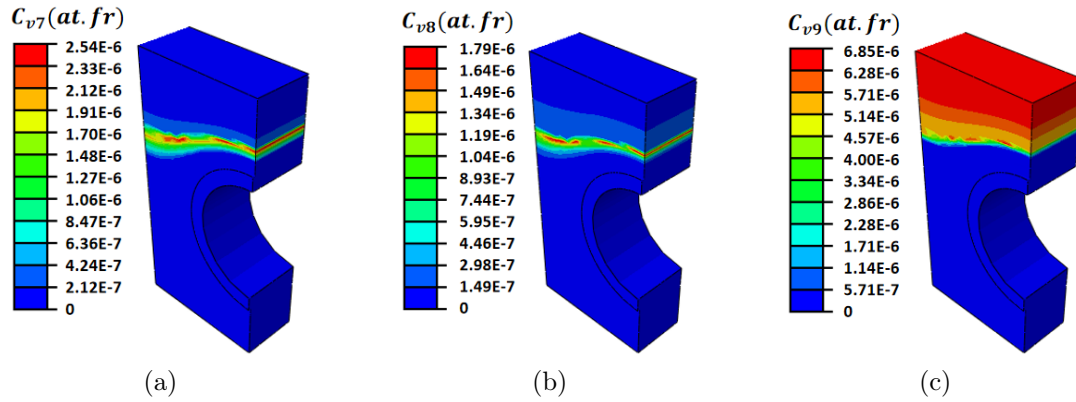 C_{v7}(at.fr)
2.54E-6
2.33E-6
2.12E-6
1.91E-6
1.70E-6
1.48E-6
1.27E-6
1.06E-6
8.47E-7
6.36E-7
4.24E-7
2.12E-7
0
(a)
C_{v8}(at.fr)
1.79E-6
1.64E-6
1.49E-6
1.34E-6
1.19E-6
1.04E-6
8.93E-7
7.44E-7
5.95E-7
4.46E-7
2.98E-7
1.49E-7
0
(b)
C_{v9}(at.fr)
6.85E-6
6.28E-6
5.71E-6
5.14E-6
4.57E-6
4.00E-6
3.34E-6
2.86E-6
2.28E-6
1.71E-6
1.14E-6
5.71E-7
0
(c)